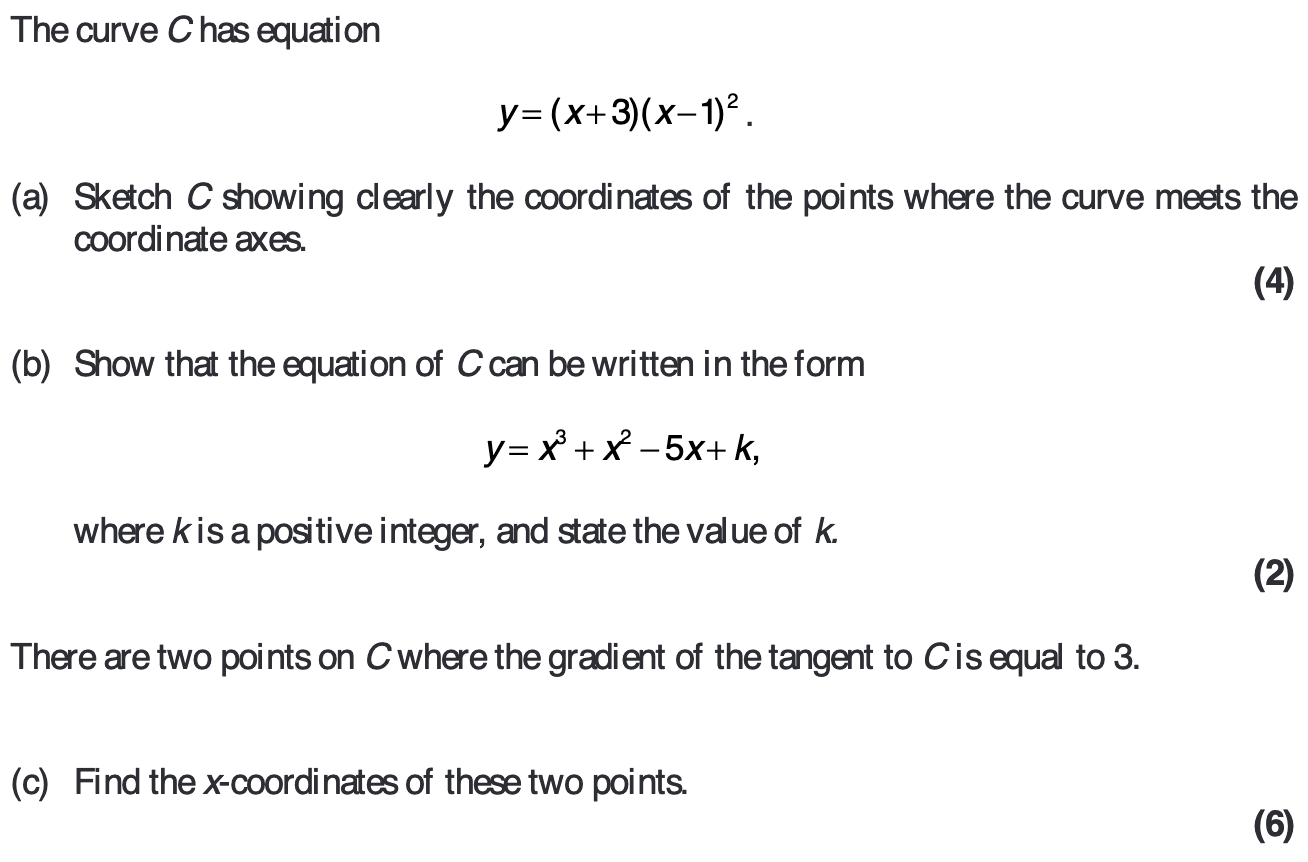 The curve C has equation
y = (x+3)(x−1)² .
(a) Sketch C showing clearly the coordinates of the points where the curve meets the
coordinate axes.
(4)
(b) Show that the equation of C can be written in the form
y = x³ + x² − 5x + k,
where k is a positive integer, and state the value of k.
(2)
There are two points on C where the gradient of the tangent to C is equal to 3.
(c) Find the x-coordinates of these two points.
(6)